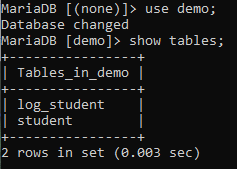 MariaDB [(none)]> use demo;
Database changed
MariaDB [demo]> show tables;
+----------------+
| Tables_in_demo |
+----------------+
| log_student    |
| student        |
+----------------+
2 rows in set (0.003 sec)